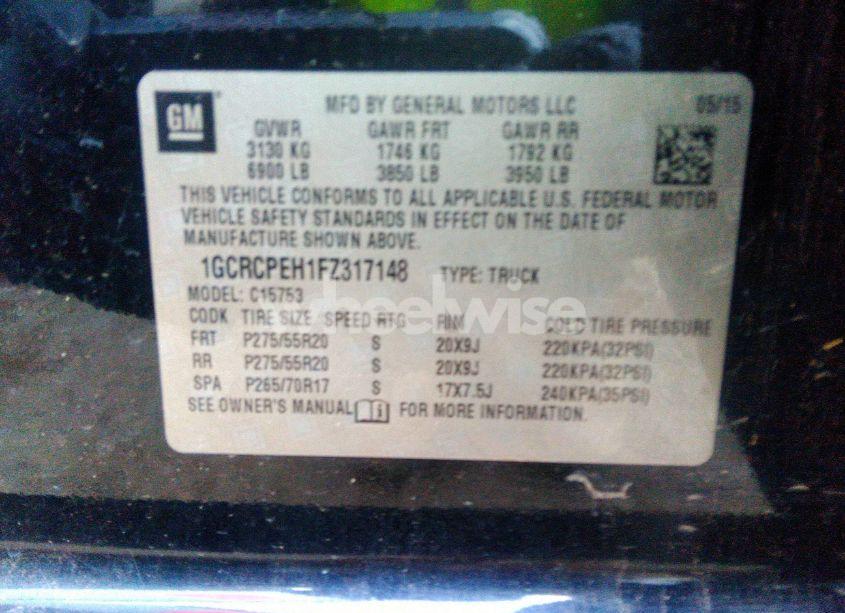 GM
MFD BY GENERAL MOTORS LLC 05/15
GVWR GAWR FRT GAWR RR
3130 KG 1746 KG 1792 KG
6900 LB 3850 LB 3950 LB
THIS VEHICLE CONFORMS TO ALL APPLICABLE U.S. FEDERAL MOTOR
VEHICLE SAFETY STANDARDS IN EFFECT ON THE DATE OF
MANUFACTURE SHOWN ABOVE.
1GCRCPEH1FZ317148 TYPE: TRUCK
MODEL: C15753
CODK TIRE SIZE SPEED RTG RIM COLD TIRE PRESSURE
FRT P275/55R20 S 20X9J 220KPA(32PSI)
RR P275/55R20 S 20X9J 220KPA(32PSI)
SPA P265/70R17 S 17X7.5J 240KPA(35PSI)
SEE OWNER'S MANUAL FOR MORE INFORMATION.